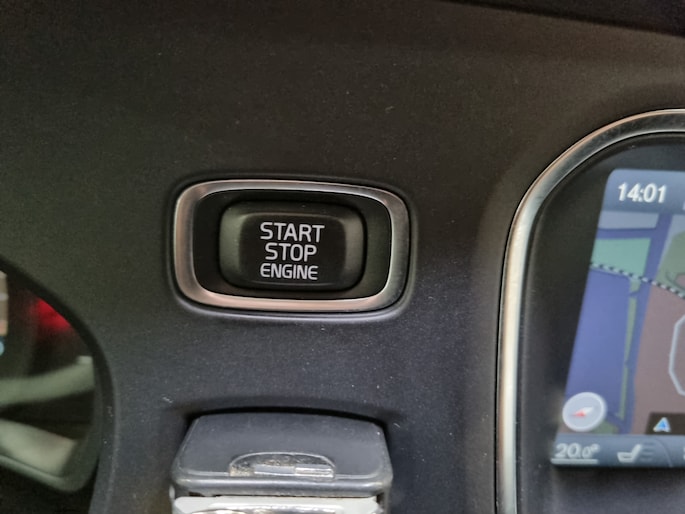 START
STOP
ENGINE
14:01
20.0°